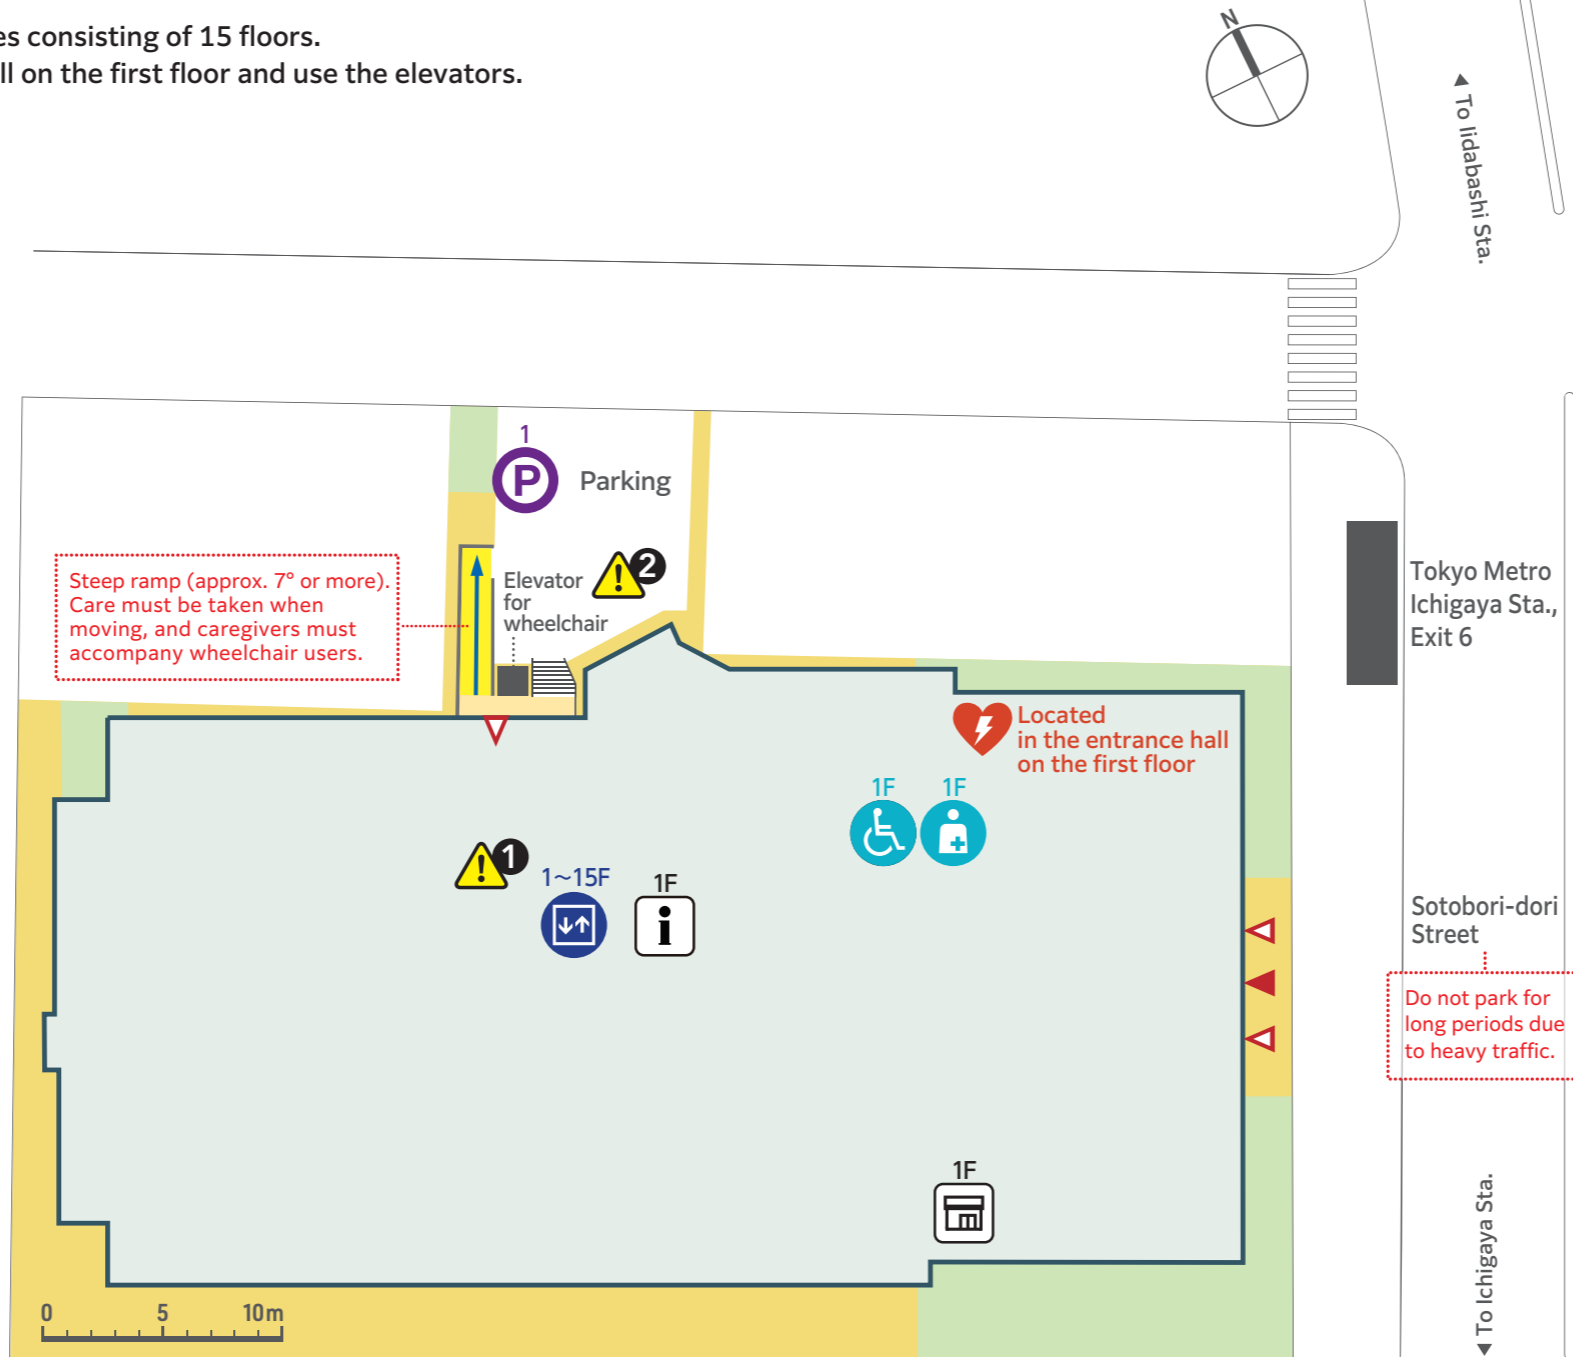 es consisting of 15 floors.
ll on the first floor and use the elevators.
N
◀ To Iidabashi Sta.
1
P
Parking
Steep ramp (approx. 7° or more).
Care must be taken when
moving, and caregivers must
accompany wheelchair users.
Elevator
for
wheelchair
2
Tokyo Metro
Ichigaya Sta.,
Exit 6
Located
in the entrance hall
on the first floor
1F
1F
1
1~15F
1F
i
Sotobori-dori
Street
Do not park for
long periods due
to heavy traffic.
1F
0 5 10m
◀ To Ichigaya Sta.